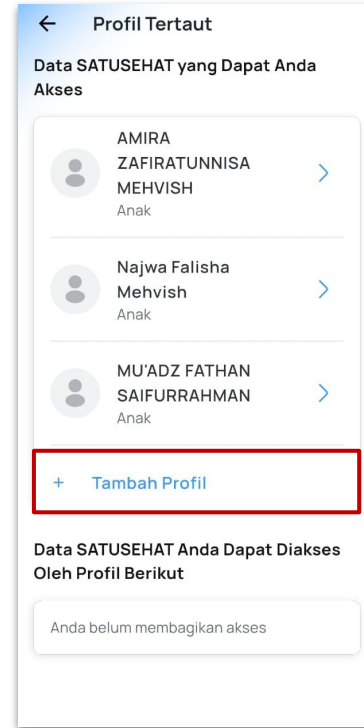 Profil Tertaut
Data SATUSEHAT yang Dapat Anda
Akses
AMIRA
ZAFIRATUNNISA
MEHVISH
Anak
Najwa Falisha
Mehvish
Anak
MU'ADZ FATHAN
SAIFURRAHMAN
Anak
+ Tambah Profil
Data SATUSEHAT Anda Dapat Diakses
Oleh Profil Berikut
Anda belum membagikan akses